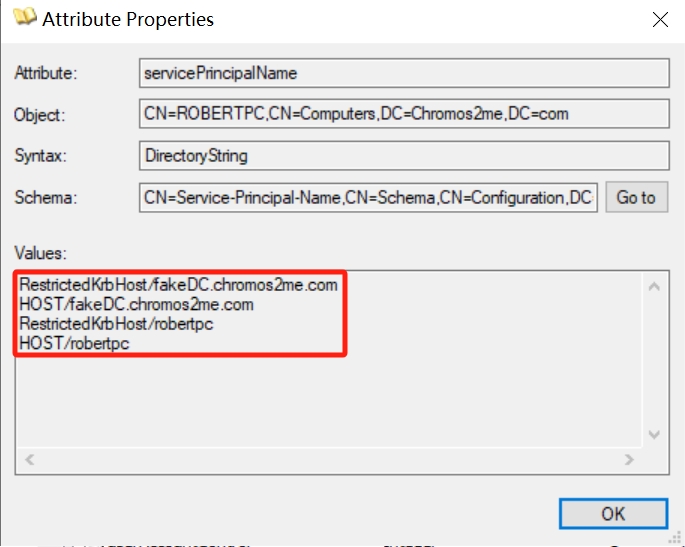 Attribute Properties
Attribute: servicePrincipalName
Object: CN=ROBERTPC,CN=Computers,DC=Chromos2me,DC=com
Syntax: DirectoryString
Schema: CN=Service-Principal-Name,CN=Schema,CN=Configuration,DC Go to
Values:
RestrictedKrbHost/fakeDC.chromos2me.com
HOST/fakeDC.chromos2me.com
RestrictedKrbHost/robertpc
HOST/robertpc
OK